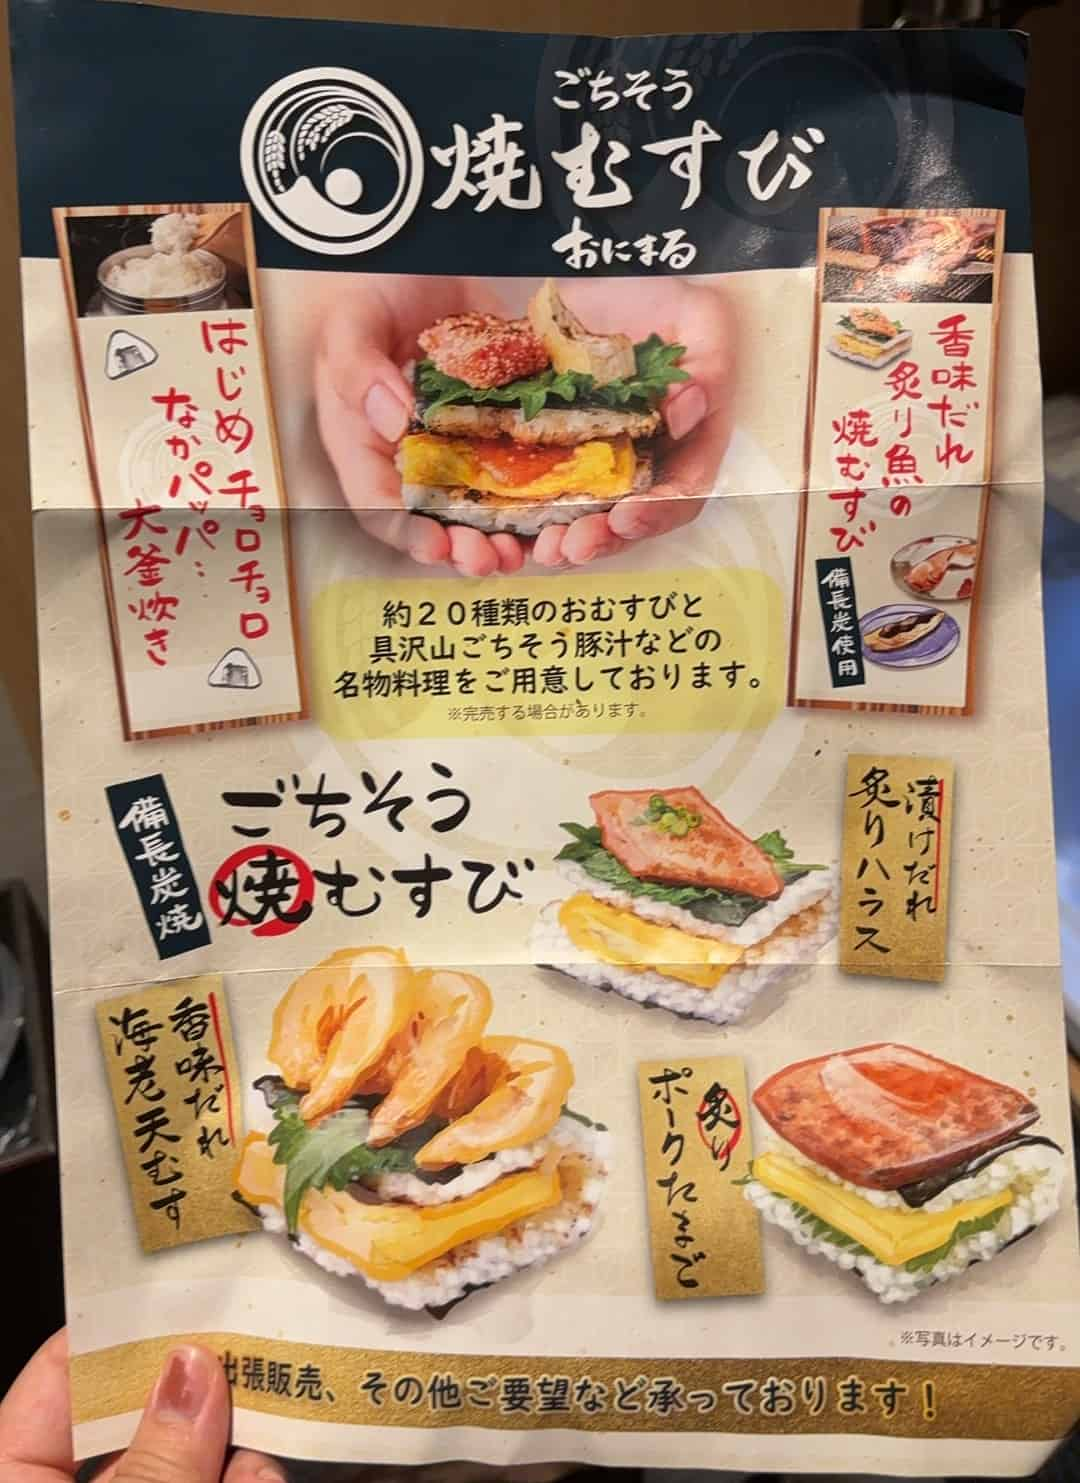 ごちそう
焼むすび
おにまる
はじめ チョロチョロ
なかパッパ…
大釜炊き
香味だれ
炙り魚の
焼むすび
備長炭使用
約20種類のおむすびと
具沢山ごちそう豚汁などの
名物料理をご用意しております。
※完売する場合があります。
備長炭焼
ごちそう
焼むすび
漬けだれ
炙りハラス
香味だれ
海老天むす
炙り
ポークたまご
※写真はイメージです。
出張販売、その他ご要望など承っております！